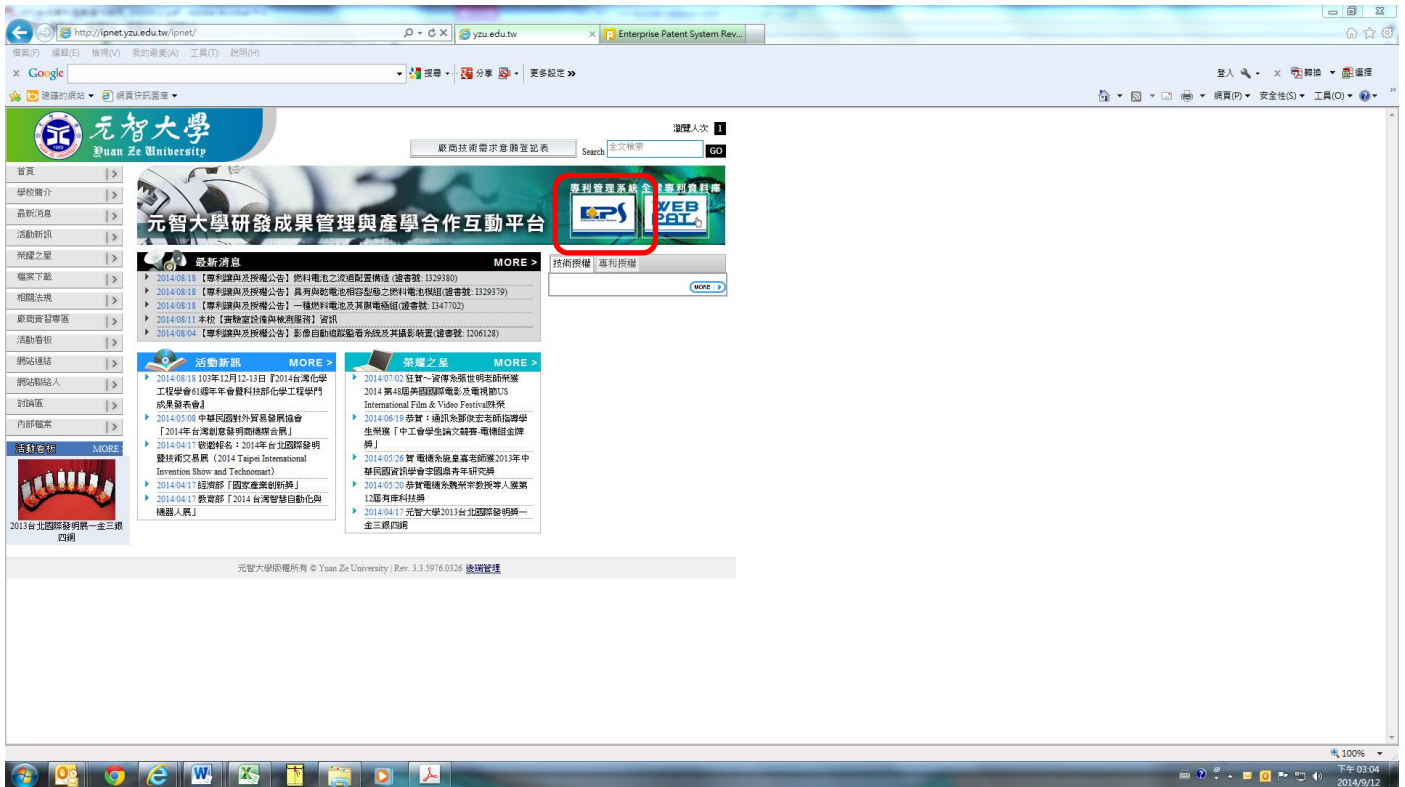 http://ipnet.yzu.edu.tw/ipnet/
yzu.edu.tw
Enterprise Patent System Rev...
檔案(F) 編輯(E) 檢視(V) 我的最愛(A) 工具(T) 說明(H)
x Google 搜尋 分享 更多設定 »
登入 x 轉換 選擇
建議的網站 網頁快訊圖庫
網頁(P) 安全性(S) 工具(O)
元智大學
Yuan Ze University
瀏覽人次 1
廠商技術需求意願登記表
Search 全文檢索 GO
首頁
學校簡介
最新消息
活動新訊
榮耀之星
檔案下載
相關法規
廠商實習專區
活動看板
網站連結
網站聯絡人
討論區
內部檔案
活動看板 MORE
2013台北國際發明展一金三銀
四銅
元智大學研發成果管理與產學合作互動平台
專利管理系統 全球專利資料庫
EPS
WEB
PAT
最新消息 MORE >
2014/08/18 【專利讓與及授權公告】燃料電池之流道配置構造 (證書號: I329380)
2014/08/18 【專利讓與及授權公告】具有與乾電池相容型態之燃料電池模組(證書號: I329379)
2014/08/18 【專利讓與及授權公告】一種燃料電池及其膜電極組(證書號: I347702)
2014/08/11 本校【實驗室設備與檢測服務】資訊
2014/08/04 【專利讓與及授權公告】影像自動追蹤監看系統及其攝影裝置(證書號: I206128)
技術授權 專利授權
MORE
活動新訊 MORE >
2014/08/18 103年12月12-13日『2014台灣化學
工程學會61週年年會暨科技部化學工程學門
成果發表會』
2014/05/08 中華民國對外貿易發展協會
「2014年台灣創意發明商機媒合展」
2014/04/17 敬邀報名：2014年台北國際發明
暨技術交易展（2014 Taipei International
Invention Show and Technomart）
2014/04/17 經濟部「國家產業創新獎」
2014/04/17 教育部「2014 台灣智慧自動化與
機器人展」
榮耀之星 MORE >
2014/07/02 狂賀～資傳系張世明老師榮獲
2014 第48屆美國國際電影及電視節US
International Film & Video Festival殊榮
2014/06/19 恭賀：通訊系鄧俊宏老師指導學
生榮獲「中工會學生論文競賽-電機組金牌
獎」
2014/05/26 賀 電機系施皇嘉老師獲2013年中
華民國資訊學會李國鼎青年研究獎
2014/05/20 恭賀電機系魏榮宗教授等人獲第
12屆有庠科技獎
2014/04/17 元智大學2013台北國際發明獎一
金三銀四銅
元智大學版權所有 © Yuan Ze University | Rev. 3.3.5976.0326 後端管理
100%
下午 03:04
2014/9/12